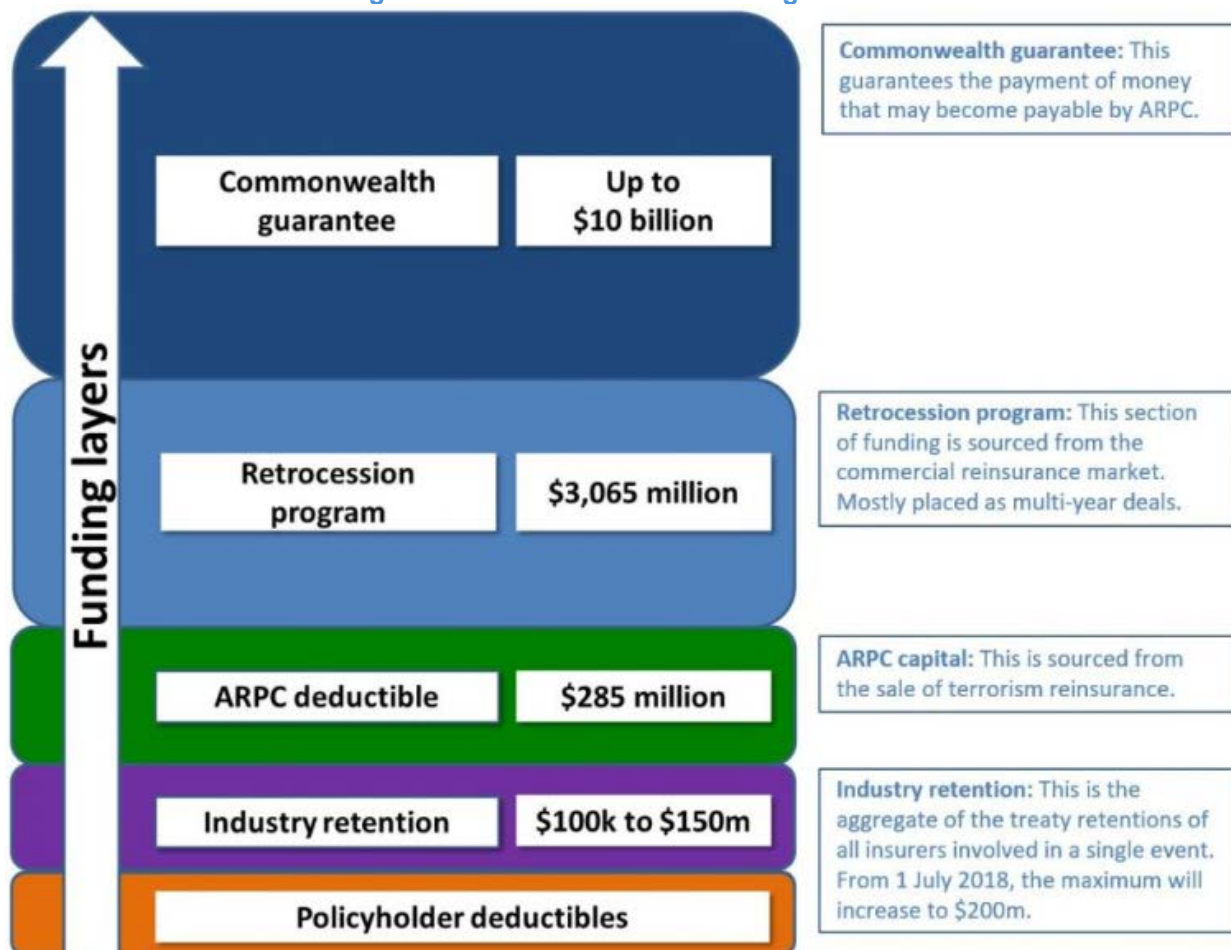 Commonwealth
guarantee
Up to
$10 billion
Commonwealth guarantee: This
guarantees the payment of money
that may become payable by ARPC.
Funding layers
Retrocession
program
$3,065 million
Retrocession program: This section
of funding is sourced from the
commercial reinsurance market.
Mostly placed as multi-year deals.
ARPC deductible
$285 million
ARPC capital: This is sourced from
the sale of terrorism reinsurance.
Industry retention
$100k to $150m
Industry retention: This is the
aggregate of the treaty retentions of
all insurers involved in a single event.
From 1 July 2018, the maximum will
increase to $200m.
Policyholder deductibles